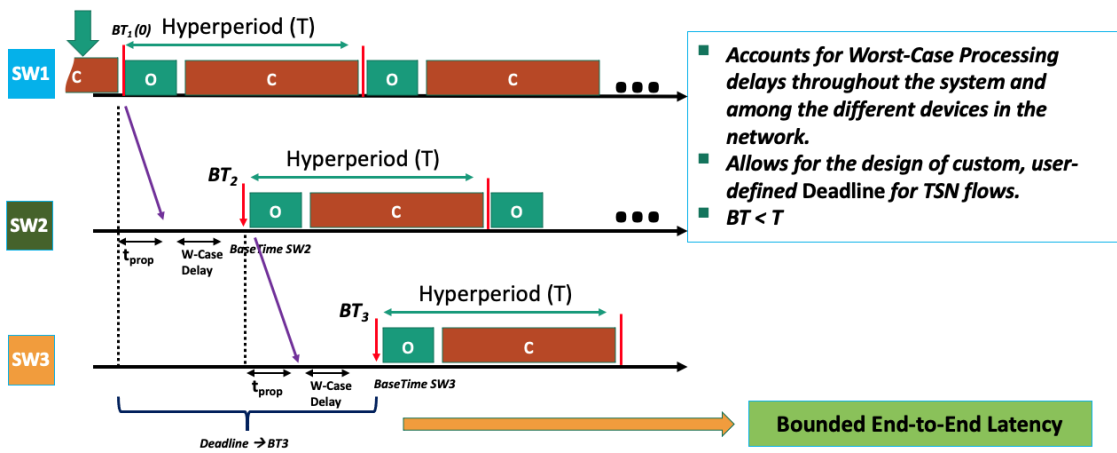 BT₁(0) Hyperperiod (T)
SW1 C O C O C
■ Accounts for Worst-Case Processing
delays throughout the system and
among the different devices in the
network.
■ Allows for the design of custom, user-
defined Deadline for TSN flows.
■ BT < T
Hyperperiod (T)
BT₂
SW2 O C O
t_prop W-Case
Delay
BaseTime SW2
Hyperperiod (T)
BT₃
SW3 O C
t_prop W-Case
Delay
BaseTime SW3
Deadline → BT3
Bounded End-to-End Latency